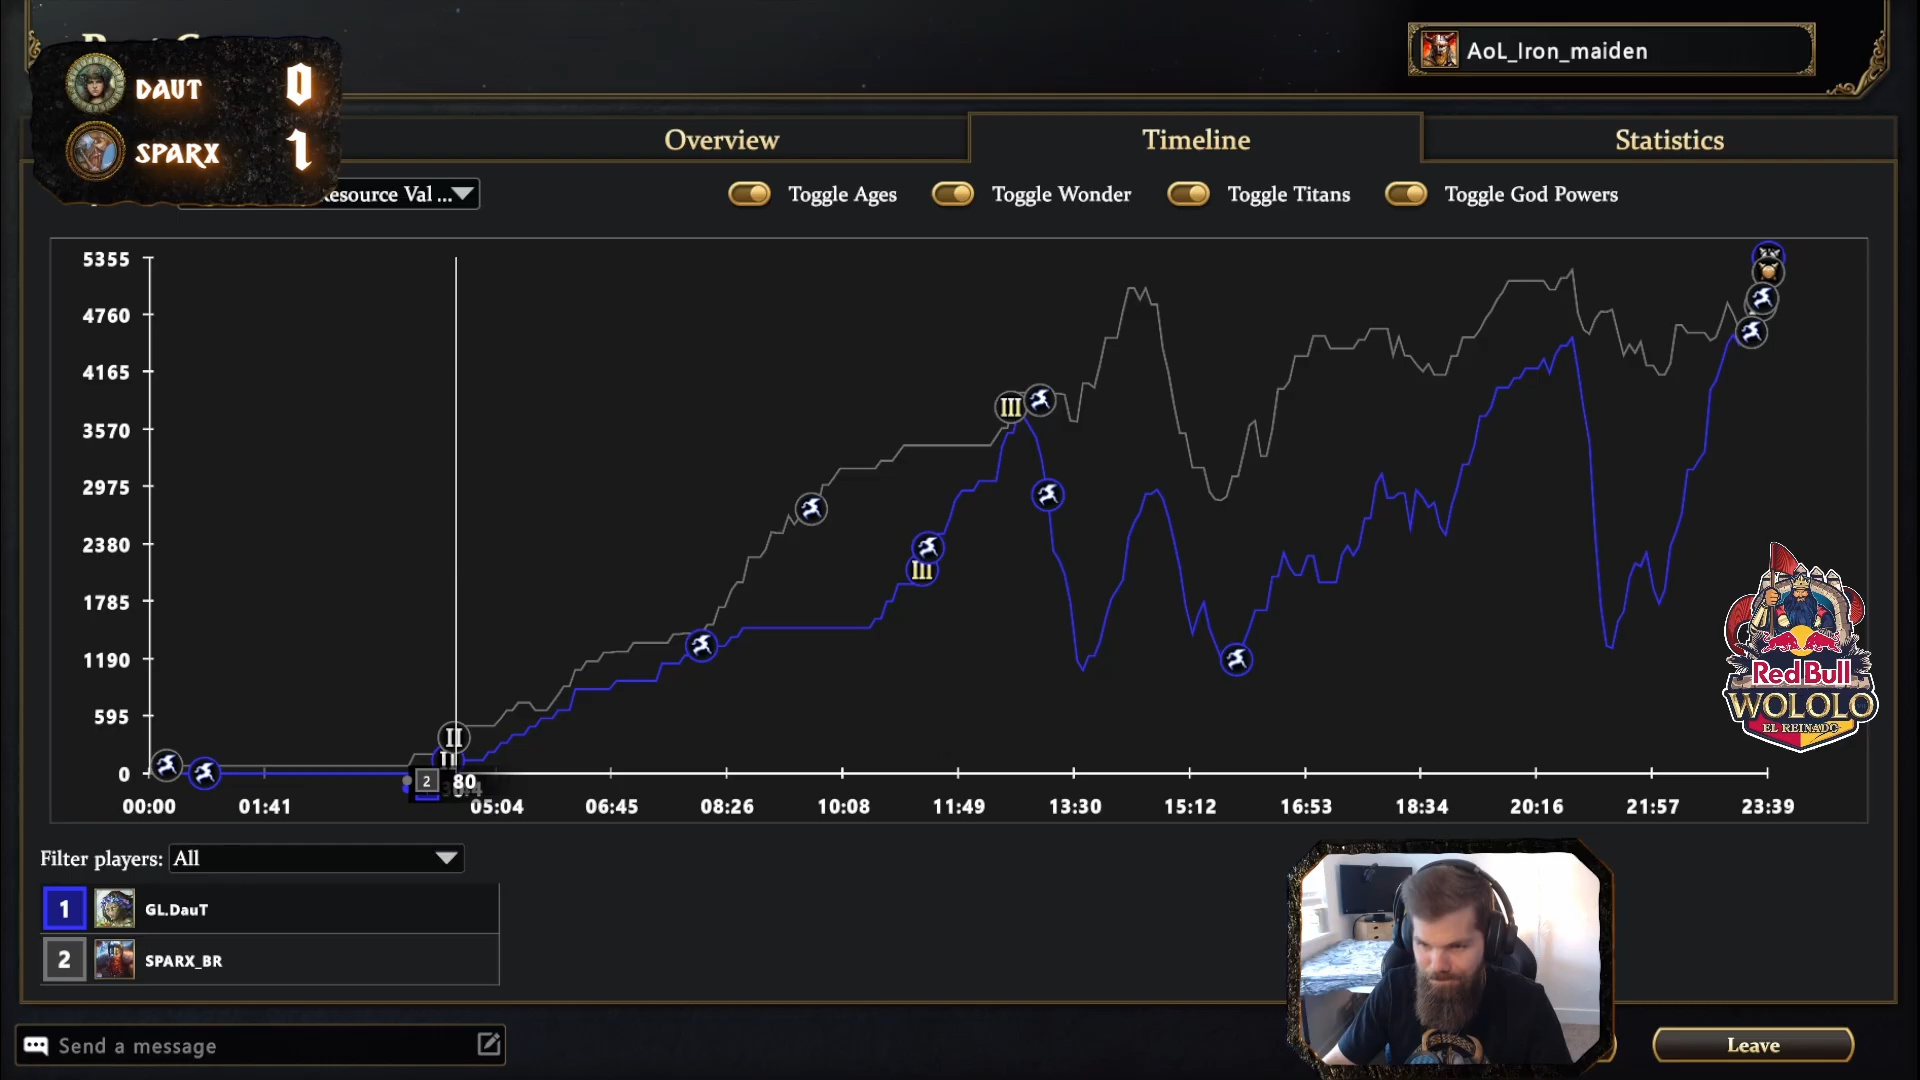 AoL_Iron_maiden
DAUT 0
SPARX 1
Overview
Timeline
Statistics
esource Val ...
Toggle Ages
Toggle Wonder
Toggle Titans
Toggle God Powers
5355
4760
4165
3570
2975
2380
1785
1190
595
0
III
III
II
II
2 80
00:00 01:41 05:04 06:45 08:26 10:08 11:49 13:30 15:12 16:53 18:34 20:16 21:57 23:39
Red Bull
WOLOLO
EL REINADO
Filter players: All
1 GL.DauT
2 SPARX_BR
Send a message
Leave